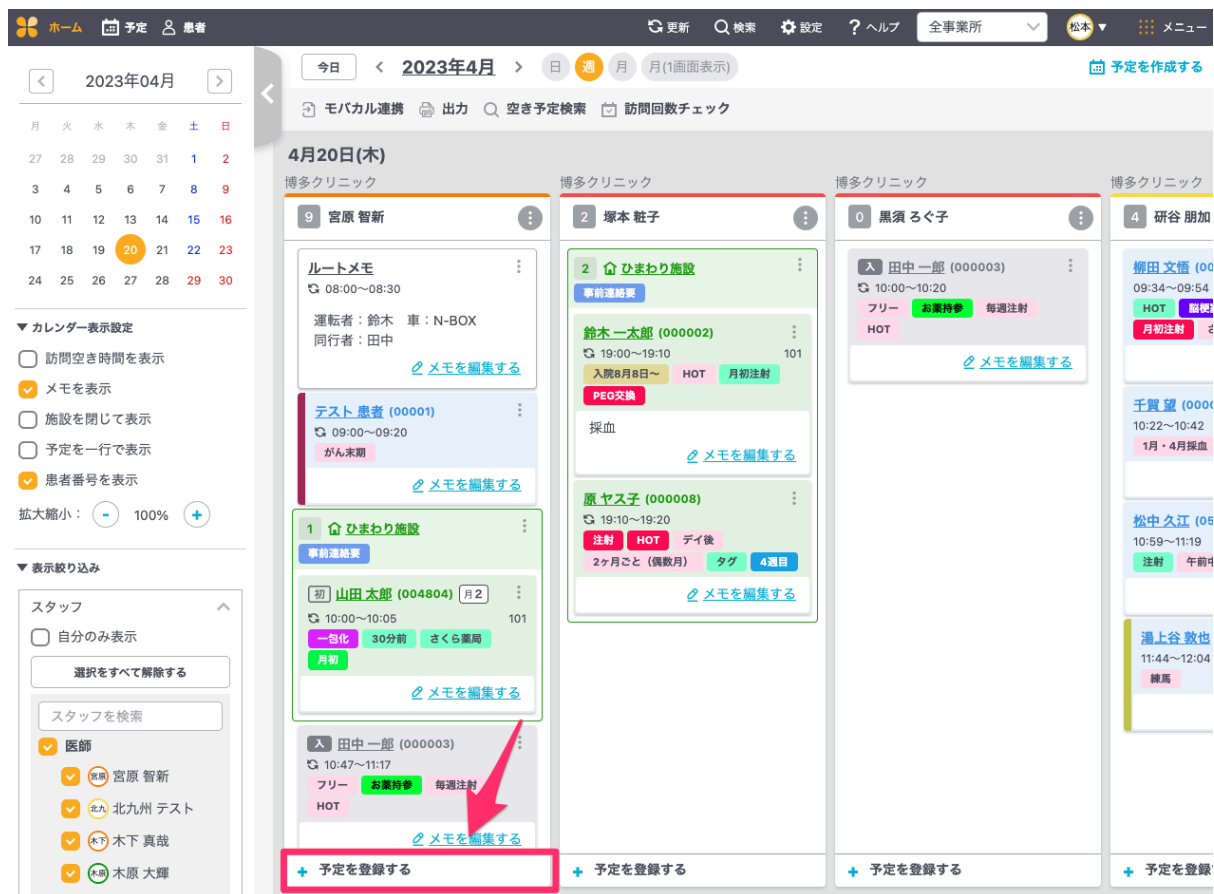 ホーム 予定 患者 更新 検索 設定 ? ヘルプ 全事業所 松本 ▼ メニュー
2023年04月
月 火 水 木 金 土 日
27 28 29 30 31 1 2
3 4 5 6 7 8 9
10 11 12 13 14 15 16
17 18 19 20 21 22 23
24 25 26 27 28 29 30
▼ カレンダー表示設定
訪問空き時間を表示
メモを表示
施設を閉じて表示
予定を一行で表示
患者番号を表示
拡大縮小： - 100% +
▼ 表示絞り込み
スタッフ
自分のみ表示
選択をすべて解除する
スタッフを検索
医師
宮原 宮原 智新
北九 北九州 テスト
木下 木下 真哉
木原 木原 大輝
今日 < 2023年4月 > 日 週 月 月(1画面表示) 予定を作成する
モバカル連携 出力 空き予定検索 訪問回数チェック
4月20日(木)
博多クリニック
9 宮原 智新
ルートメモ
08:00〜08:30
運転者：鈴木 車：N-BOX
同行者：田中
メモを編集する
テスト 患者 (00001)
09:00〜09:20
がん末期
メモを編集する
1 ひまわり施設
事前連絡要
初 山田 太郎 (004804) 月2
10:00〜10:05 101
一包化 30分前 さくら薬局
月初
メモを編集する
入 田中 一郎 (000003)
10:47〜11:17
フリー お薬持参 毎週注射
HOT
メモを編集する
+ 予定を登録する
博多クリニック
2 塚本 粧子
2 ひまわり施設
事前連絡要
鈴木 一太郎 (000002)
19:00〜19:10 101
入院8月8日〜 HOT 月初注射
PEG交換
採血
メモを編集する
原 ヤス子 (000008)
19:10〜19:20
注射 HOT デイ後
2ヶ月ごと（偶数月） タグ 4週目
メモを編集する
+ 予定を登録する
博多クリニック
0 黒須 ろぐ子
入 田中 一郎 (000003)
10:00〜10:20
フリー お薬持参 毎週注射
HOT
メモを編集する
+ 予定を登録する
博多クリニック
4 研谷 朋加
柳田 文悟 (00
09:34〜09:54
HOT 脳梗
月初注射
千賀 望 (000
10:22〜10:42
1月・4月採血
松中 久江 (05
10:59〜11:19
注射 午前
湯上谷 敦也
11:44〜12:04
練馬
+ 予定を登録